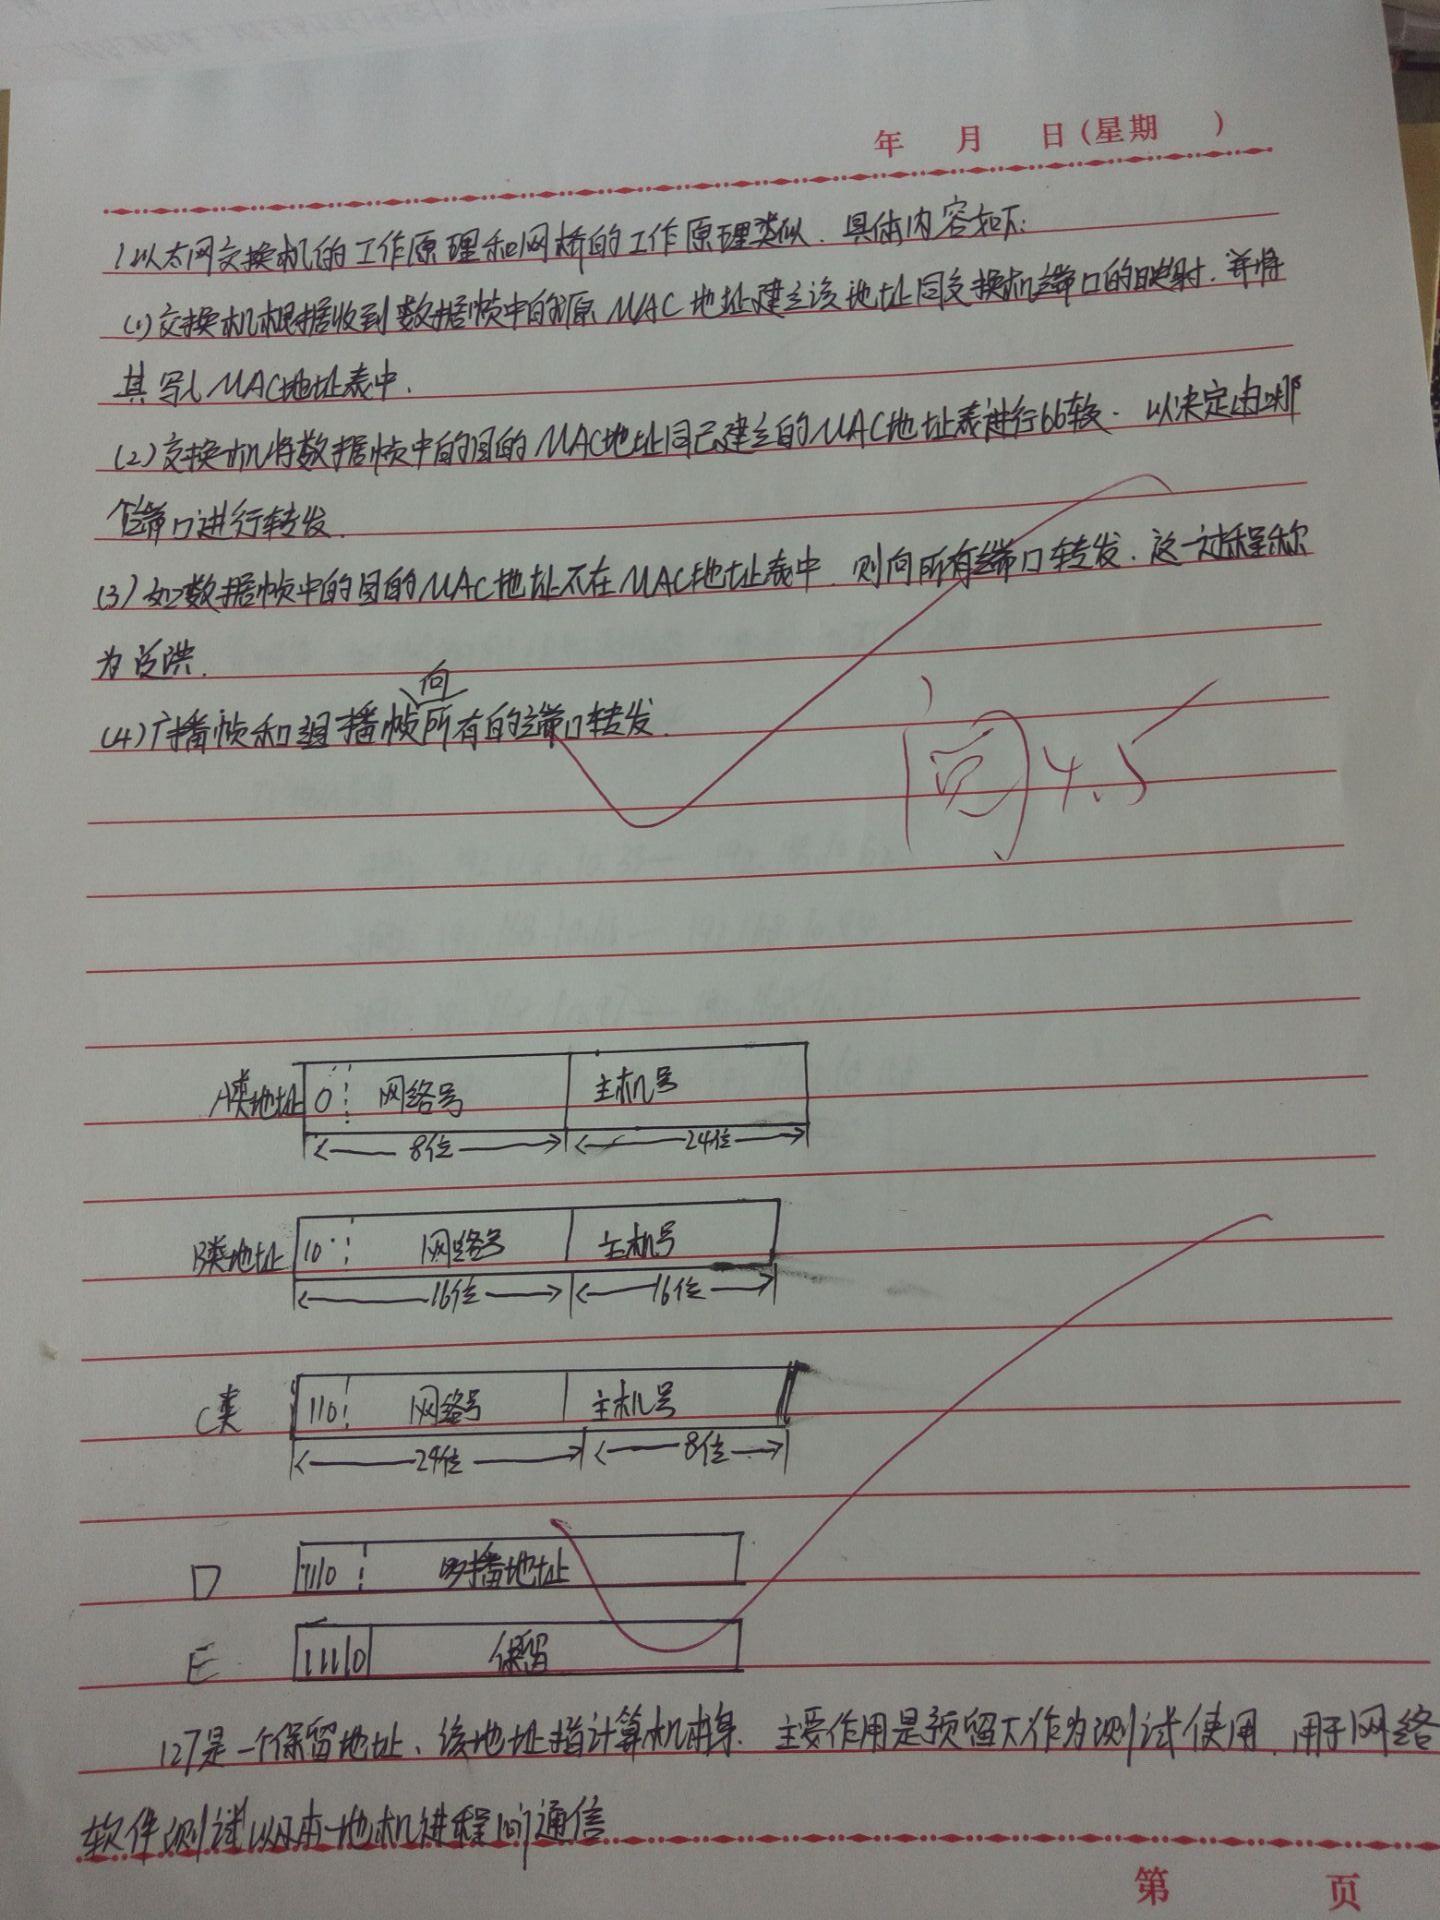 年 月 日(星期 )
1.以太网交换机的工作原理和网桥的工作原理类似.具体内容如下:
(1)交换机根据收到数据帧中的源MAC地址建立该地址同交换机端口的映射.并将
其写入MAC地址表中.
(2)交换机将数据帧中的目的MAC地址同已建立的MAC地址表进行比较.以决定由哪
个端口进行转发.
(3)如数据帧中的目的MAC地址不在MAC地址表中.则向所有端口转发.这一过程称
为泛洪.
(4)广播帧和组播帧向所有的端口转发.
4.5
A类地址 0 网络号 主机号
8位 24位
B类地址 10 网络号 主机号
16位 16位
C类 110 网络号 主机号
24位 8位
D 1110 多播地址
E 11110 保留
127是一个保留地址、该地址指计算机本身.主要作用是预留下作为测试使用.用于网络
软件测试以及本地机进程间通信
第 页